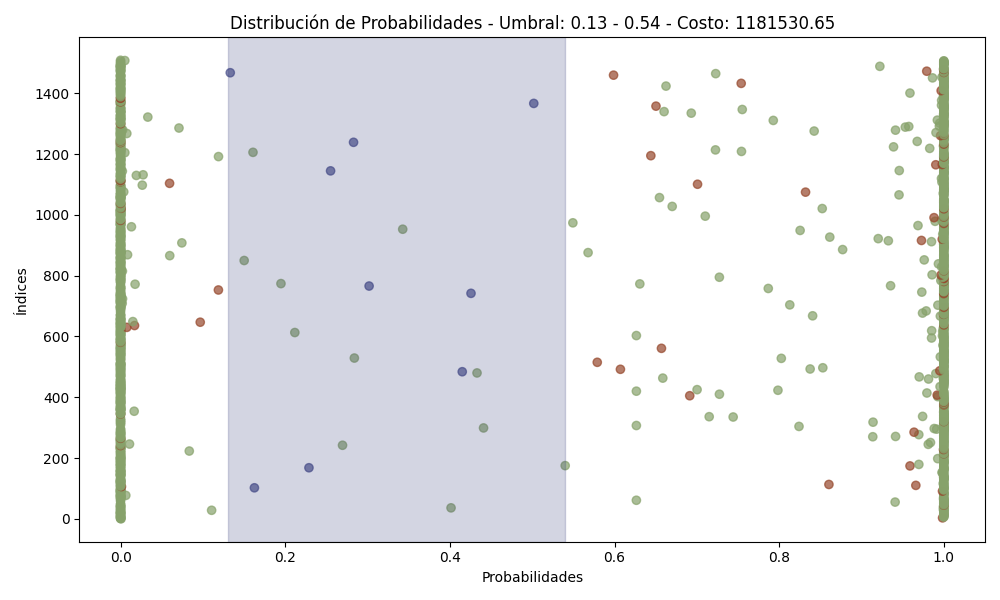 Distribución de Probabilidades - Umbral: 0.13 - 0.54 - Costo: 1181530.65
Índices
1400
1200
1000
800
600
400
200
0
0.0 0.2 0.4 0.6 0.8 1.0
Probabilidades